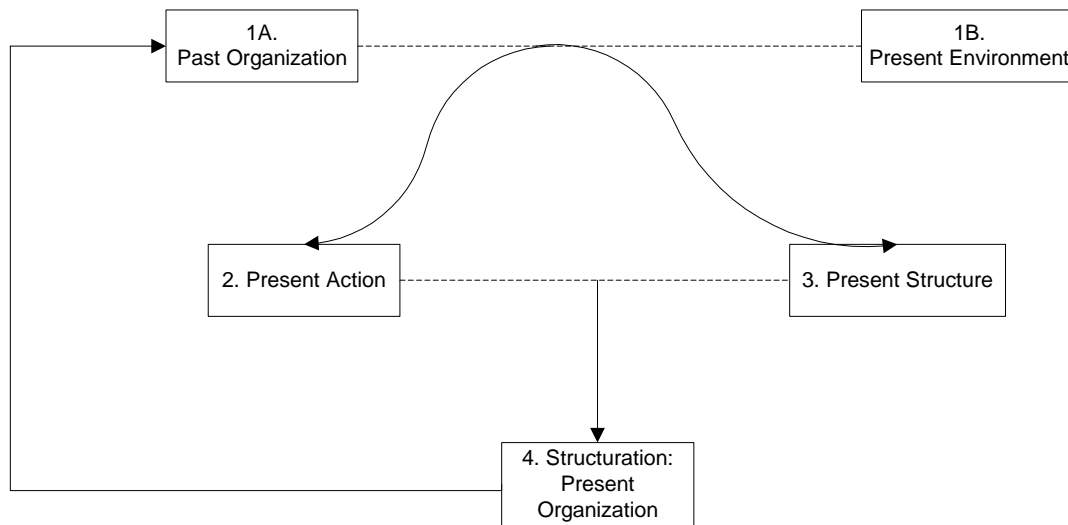 1A.
Past Organization
1B.
Present Environment
2. Present Action
3. Present Structure
4. Structuration:
Present
Organization